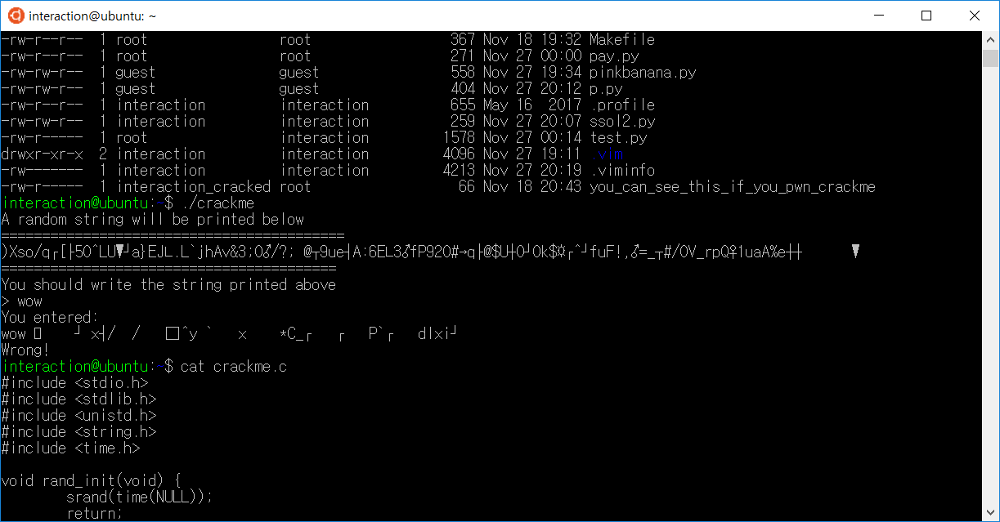 interaction@ubuntu: ~
-rw-r--r-- 1 root root 367 Nov 18 19:32 Makefile
-rw-r--r-- 1 root root 271 Nov 27 00:00 pay.py
-rw-r--r-- 1 guest guest 558 Nov 27 19:34 pinkbanana.py
-rw-r--r-- 1 guest guest 404 Nov 27 20:12 p.py
-rw-r--r-- 1 interaction interaction 655 May 16 2017 .profile
-rw-rw-r-- 1 interaction interaction 259 Nov 27 20:07 ssol2.py
-rw-r----- 1 root interaction 1578 Nov 27 00:14 test.py
drwxr-xr-x 2 interaction interaction 4096 Nov 27 19:11 .vim
-rw------- 1 interaction interaction 4213 Nov 27 20:19 .viminfo
-rw-r----- 1 interaction_cracked root 66 Nov 18 20:43 you_can_see_this_if_you_pwn_crackme
interaction@ubuntu:~$ ./crackme
A random string will be printed below
==========================================
)Xso/q┌[├50^LU▼┘a}EJ∟.L`jhAv&3;0♂/?; @┬9ue┤A:6E∟3♂fP920#→q├@$U┼0┘0k$¤┌^┘fuF!,♂=_┬#/0V_rpQ♀1uaA%e┼┼ ▼
=========================================
You should write the string printed above
> wow
You entered:
wow □ ┘ x┤/ / □^y ` x *C_┌ ┌ P`┌ dlxi┘
Wrong!
interaction@ubuntu:~$ cat crackme.c
#include <stdio.h>
#include <stdlib.h>
#include <unistd.h>
#include <string.h>
#include <time.h>
void rand_init(void) {
srand(time(NULL));
return;